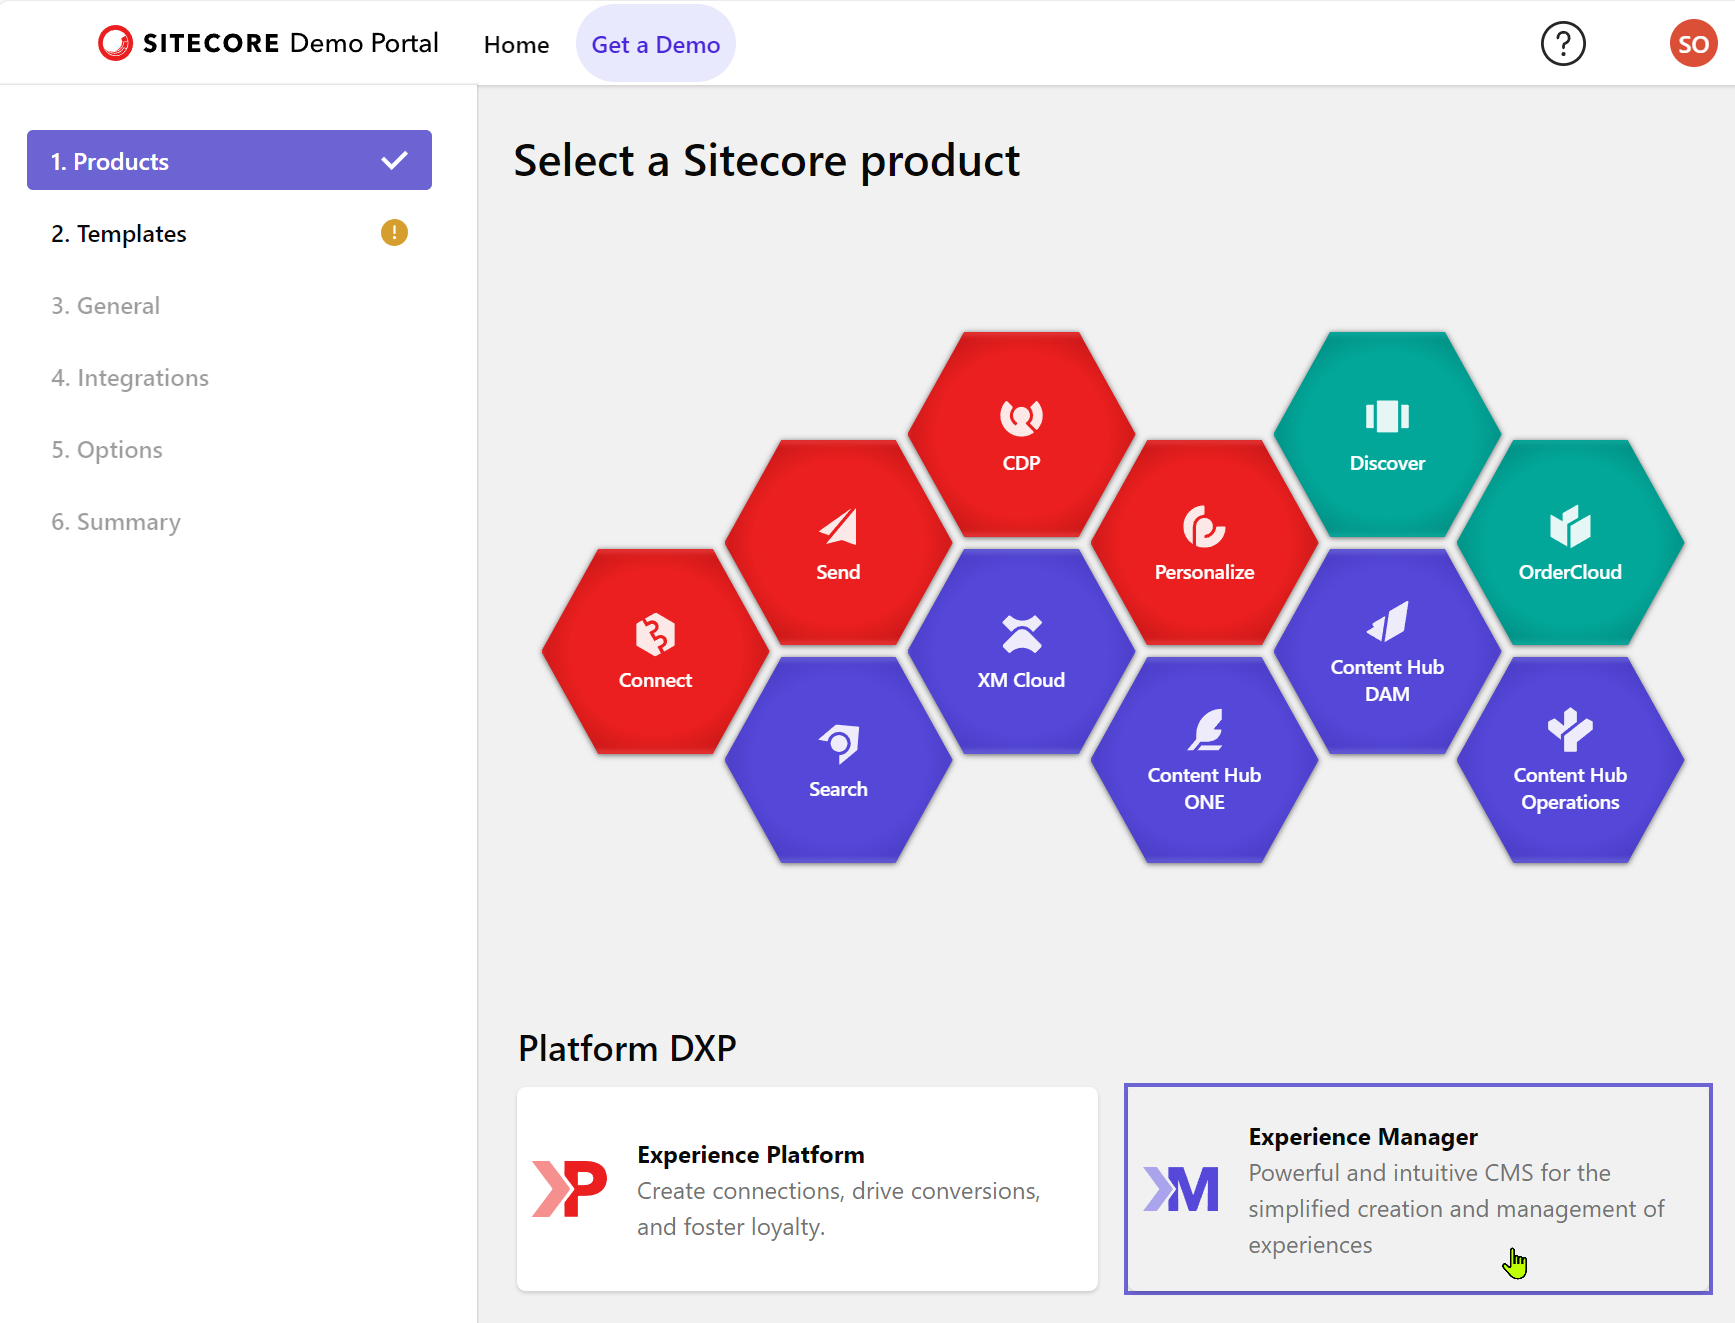 SITECORE Demo Portal
Home
Get a Demo
?
SO
1. Products
2. Templates
!
3. General
4. Integrations
5. Options
6. Summary
Select a Sitecore product
CDP
Discover
Send
Personalize
OrderCloud
Connect
XM Cloud
Content Hub
DAM
Search
Content Hub
ONE
Content Hub
Operations
Platform DXP
XP
Experience Platform
Create connections, drive conversions,
and foster loyalty.
XM
Experience Manager
Powerful and intuitive CMS for the
simplified creation and management of
experiences